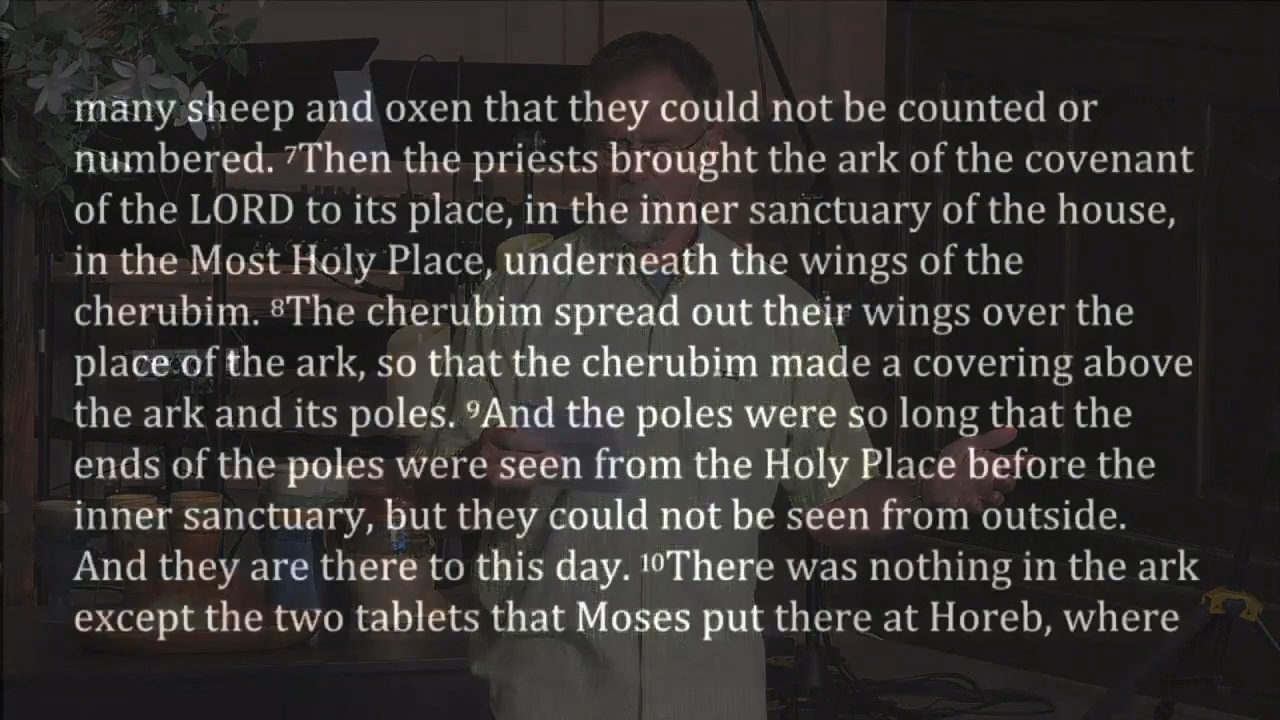 many sheep and oxen that they could not be counted or
numbered. ⁷Then the priests brought the ark of the covenant
of the LORD to its place, in the inner sanctuary of the house,
in the Most Holy Place, underneath the wings of the
cherubim. ⁸The cherubim spread out their wings over the
place of the ark, so that the cherubim made a covering above
the ark and its poles. ⁹And the poles were so long that the
ends of the poles were seen from the Holy Place before the
inner sanctuary, but they could not be seen from outside.
And they are there to this day. ¹⁰There was nothing in the ark
except the two tablets that Moses put there at Horeb, where